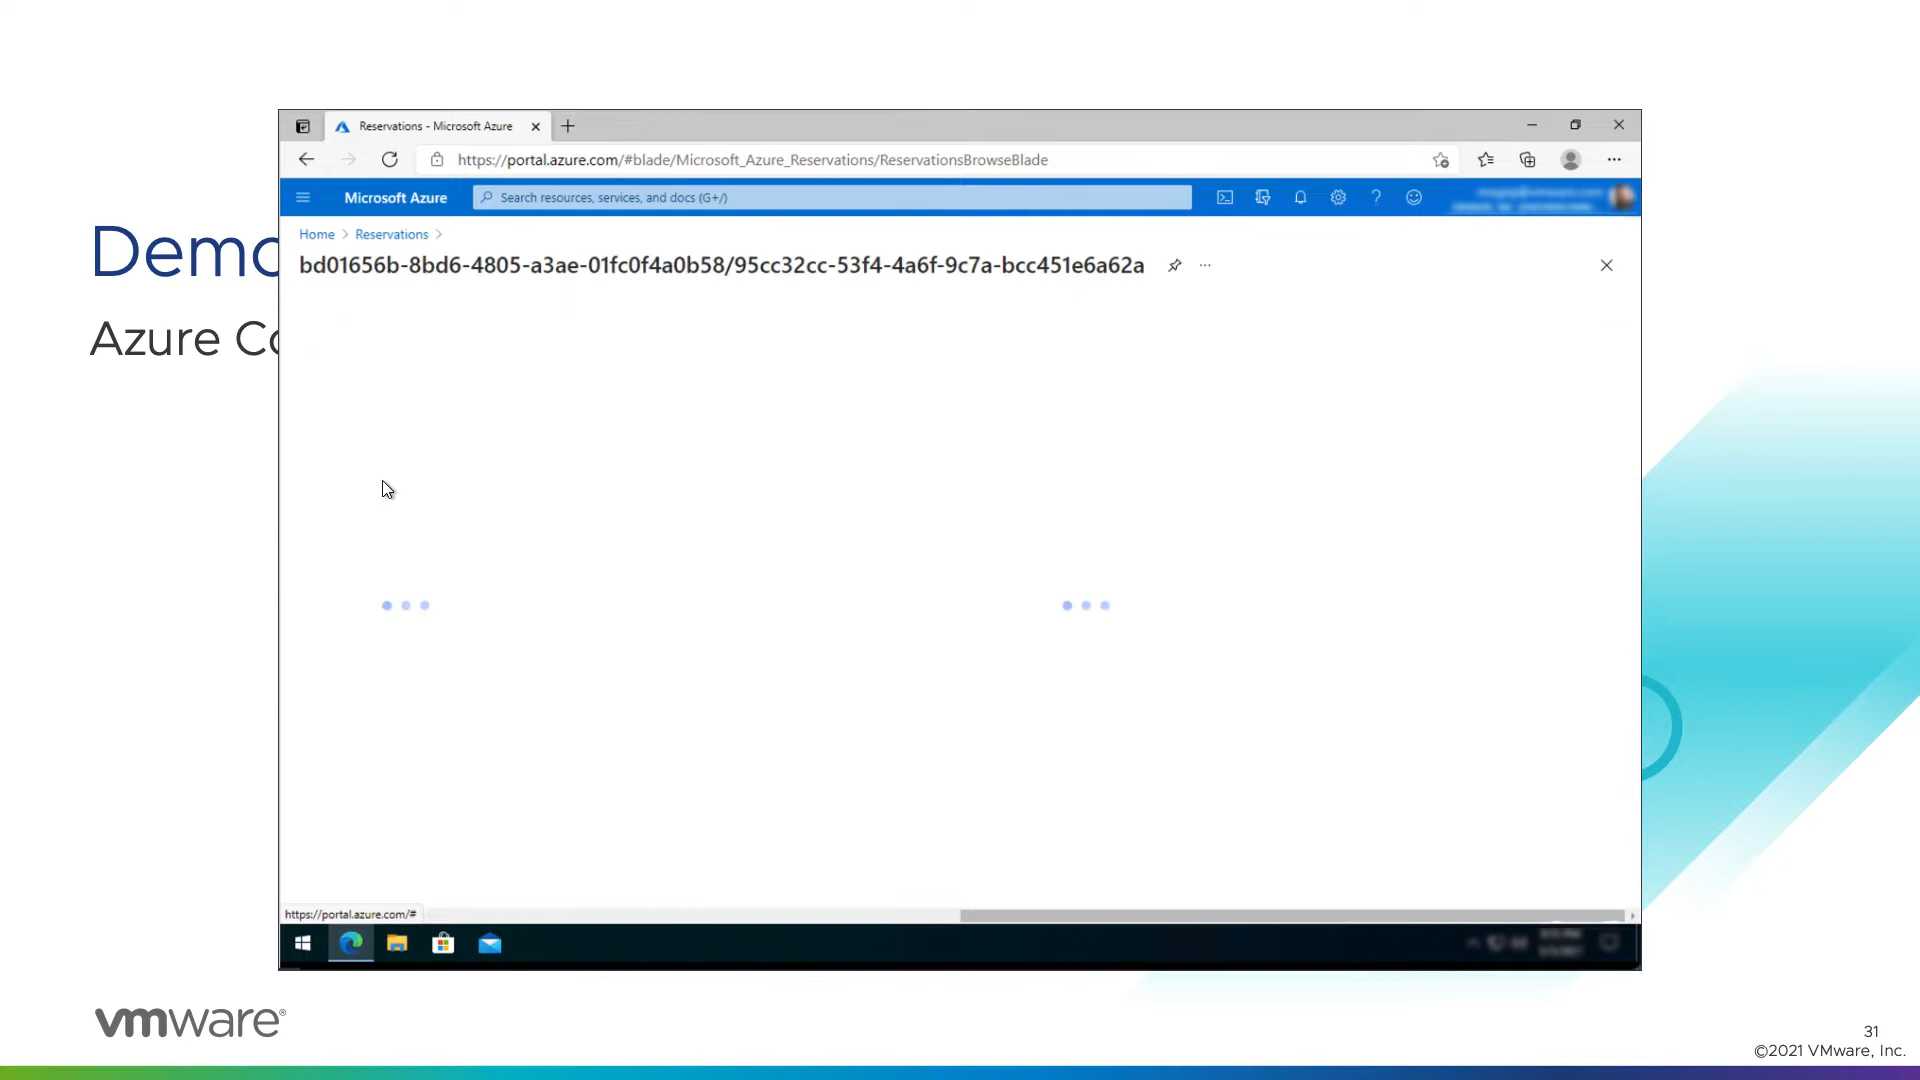 Reservations - Microsoft Azure
https://portal.azure.com/#blade/Microsoft_Azure_Reservations/ReservationsBrowseBlade
Microsoft Azure
Search resources, services, and docs (G+/)
Home > Reservations >
bd01656b-8bd6-4805-a3ae-01fc0f4a0b58/95cc32cc-53f4-4a6f-9c7a-bcc451e6a62a
Demo
Azure Co
https://portal.azure.com/#
vmware®
31
©2021 VMware, Inc.